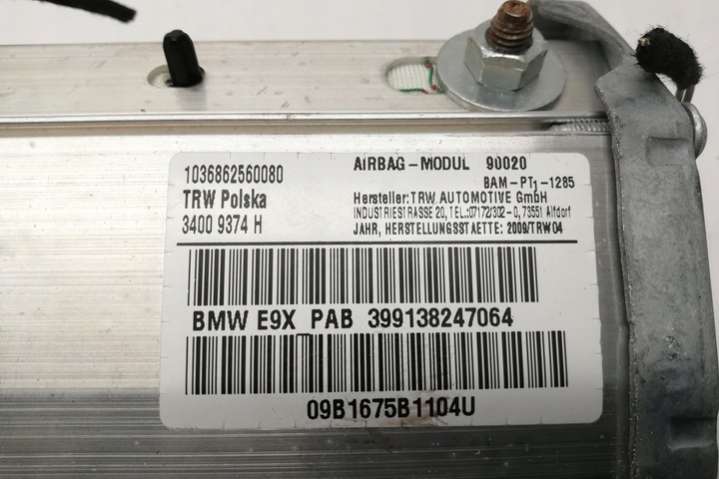 1036862560080
TRW Polska
3400 9374 H
AIRBAG-MODUL 90020
BAM-PT1-1285
Hersteller: TRW AUTOMOTIVE GmbH
INDUSTRIESTRASSE 20, TEL.:07172/302-0, 73551 Alfdorf
JAHR, HERSTELLUNGSSTAETTE: 2009/TRW04
BMW E9X PAB 399138247064
09B1675B1104U